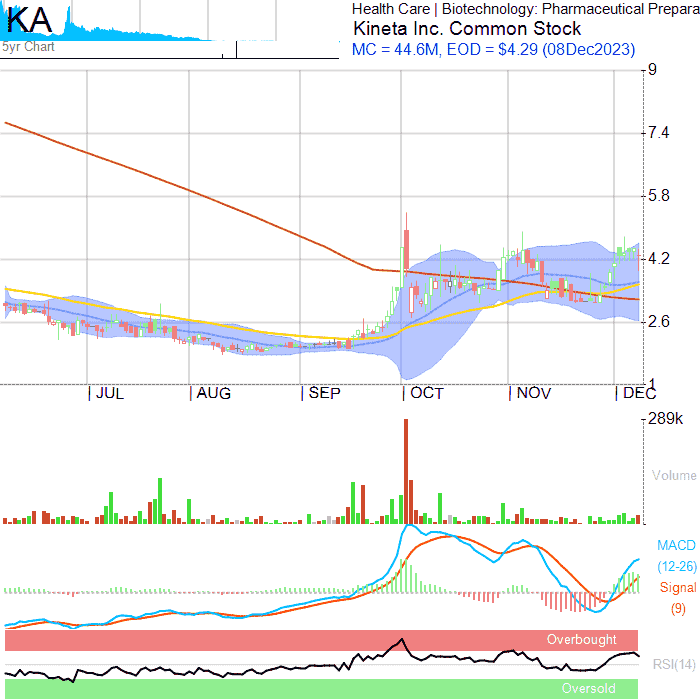 KA
5yr Chart
Health Care | Biotechnology: Pharmaceutical Prepara
Kineta Inc. Common Stock
MC = 44.6M, EOD = $4.29 (08Dec2023)
9
7.4
5.8
4.2
2.6
1
JUL AUG SEP OCT NOV DEC
289k
Volume
MACD
(12-26)
Signal
(9)
Overbought
RSI(14)
Oversold